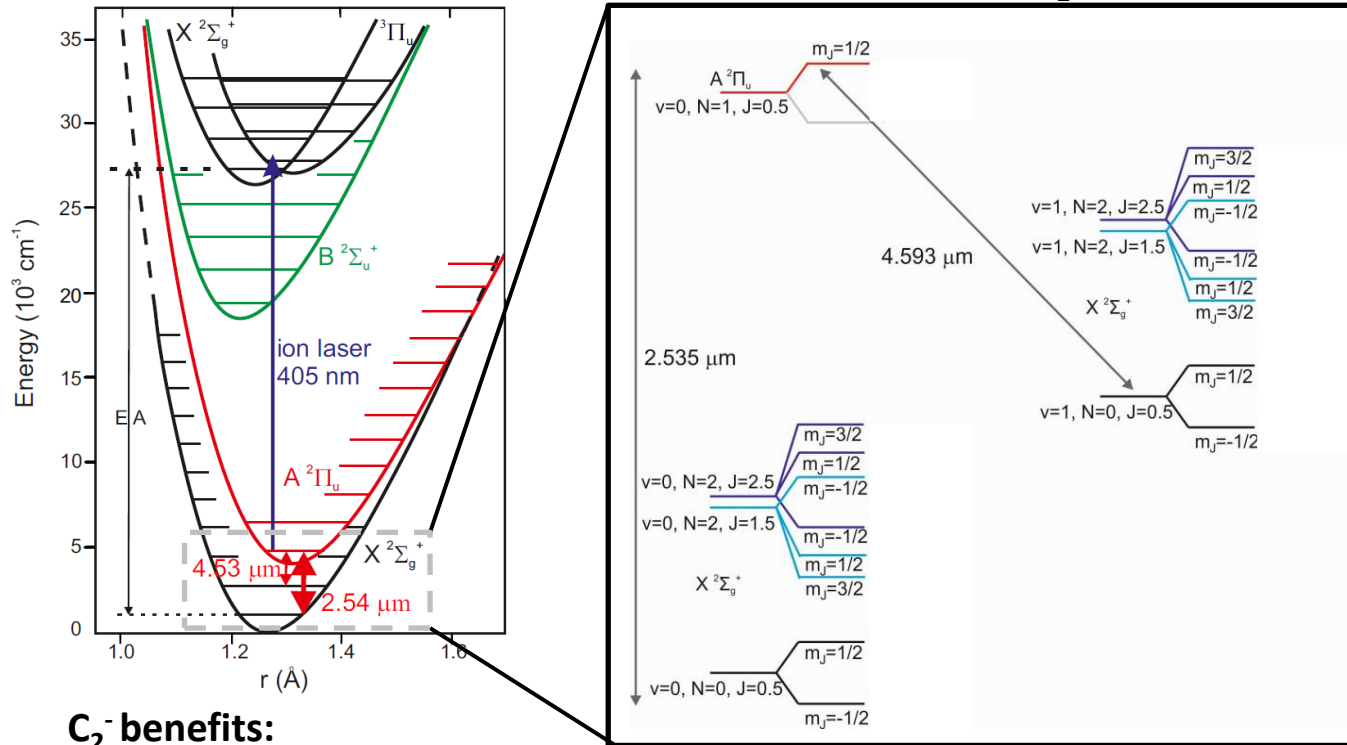 X ²Σg⁺
³Πu
35
30
25
20
15
10
5
0
Energy (10³ cm⁻¹)
B ²Σu⁺
ion laser
405 nm
EA
A ²Πu
X ²Σg⁺
4.53 µm
2.54 µm
1.0
1.2
1.4
1.6
r (Å)
C₂⁻ benefits:
mJ=1/2
A ²Πu
v=0, N=1, J=0.5
2.535 µm
4.593 µm
mJ=3/2
mJ=1/2
mJ=-1/2
v=1, N=2, J=2.5
v=1, N=2, J=1.5
mJ=-1/2
mJ=1/2
mJ=3/2
X ²Σg⁺
mJ=1/2
v=1, N=0, J=0.5
mJ=-1/2
mJ=3/2
mJ=1/2
mJ=-1/2
v=0, N=2, J=2.5
v=0, N=2, J=1.5
mJ=-1/2
mJ=1/2
mJ=3/2
X ²Σg⁺
mJ=1/2
v=0, N=0, J=0.5
mJ=-1/2